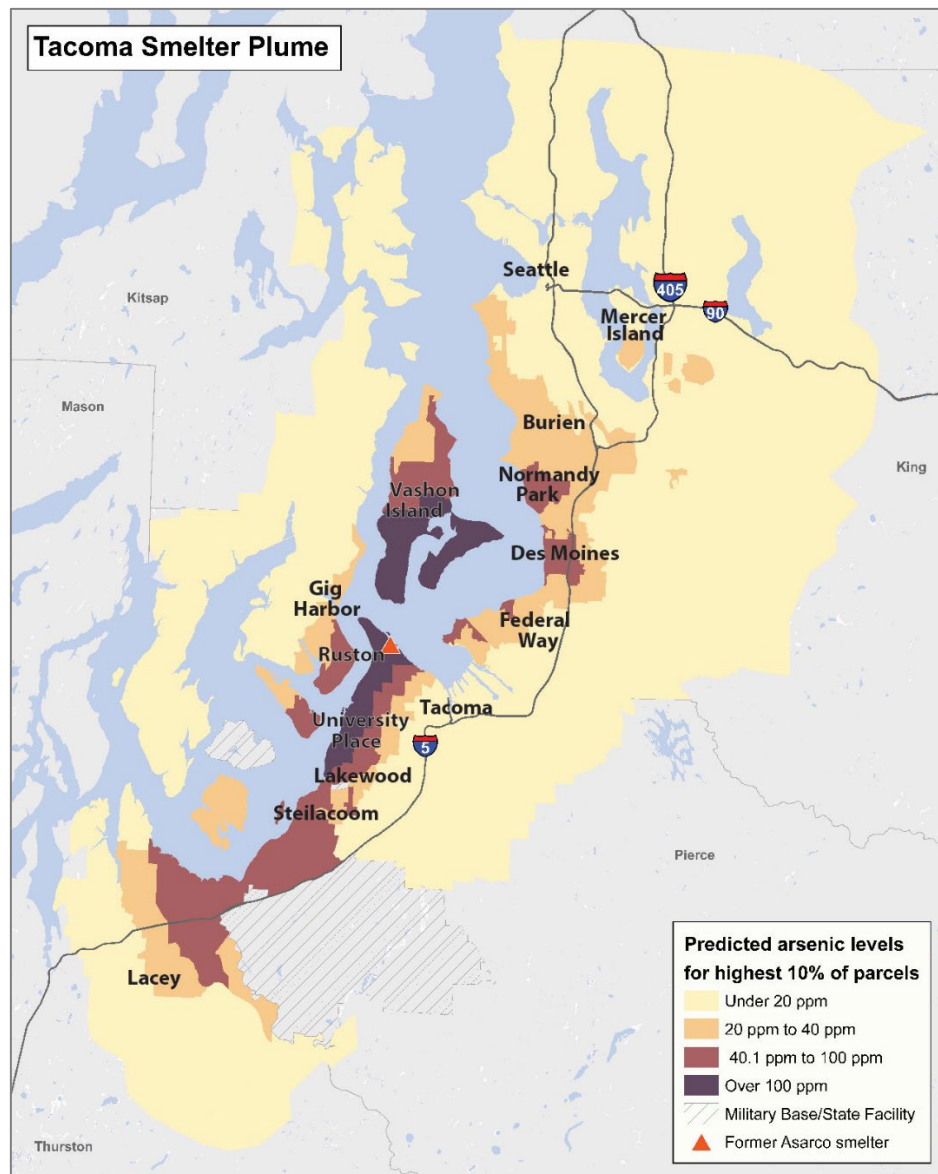 Tacoma Smelter Plume
Seattle
405
90
Mercer
Island
Kitsap
Mason
Burien
King
Normandy
Park
Vashon
Island
Des Moines
Gig
Harbor
Federal
Way
Ruston
Tacoma
University
Place
5
Lakewood
Steilacoom
Pierce
Lacey
Thurston
Predicted arsenic levels
for highest 10% of parcels
Under 20 ppm
20 ppm to 40 ppm
40.1 ppm to 100 ppm
Over 100 ppm
Military Base/State Facility
Former Asarco smelter